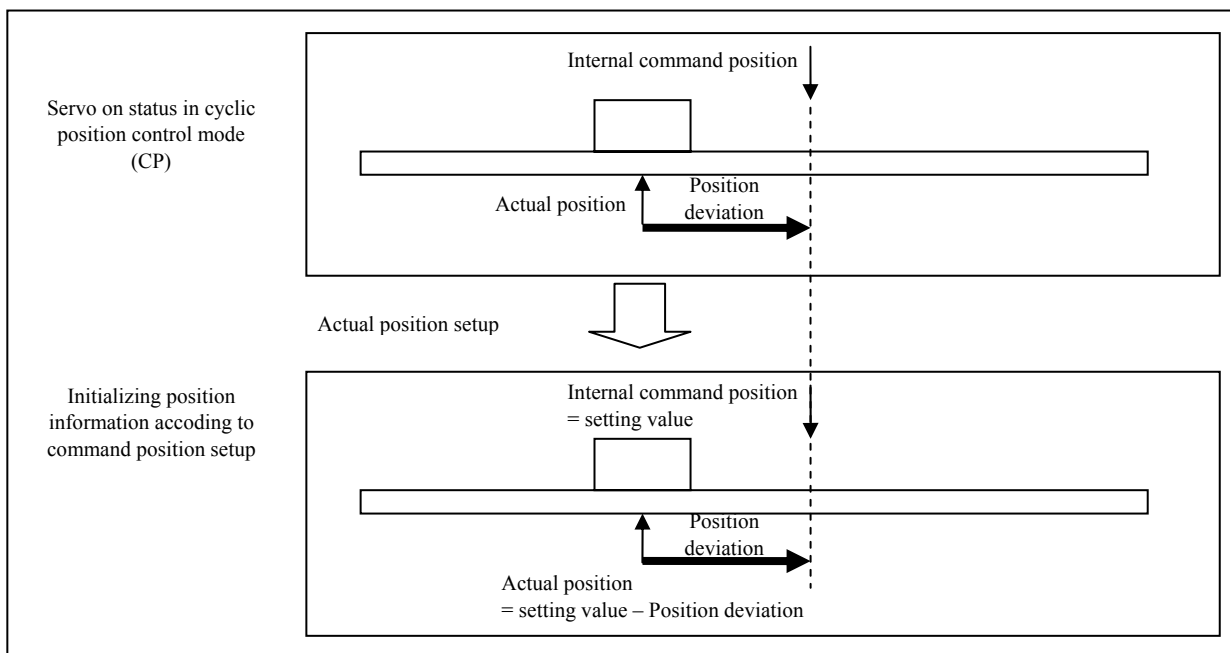 Servo on status in cyclic
position control mode
(CP)
Internal command position
Actual position
Position
deviation
Actual position setup
Initializing position
information accoding to
command position setup
Internal command position
= setting value
Position
deviation
Actual position
= setting value – Position deviation